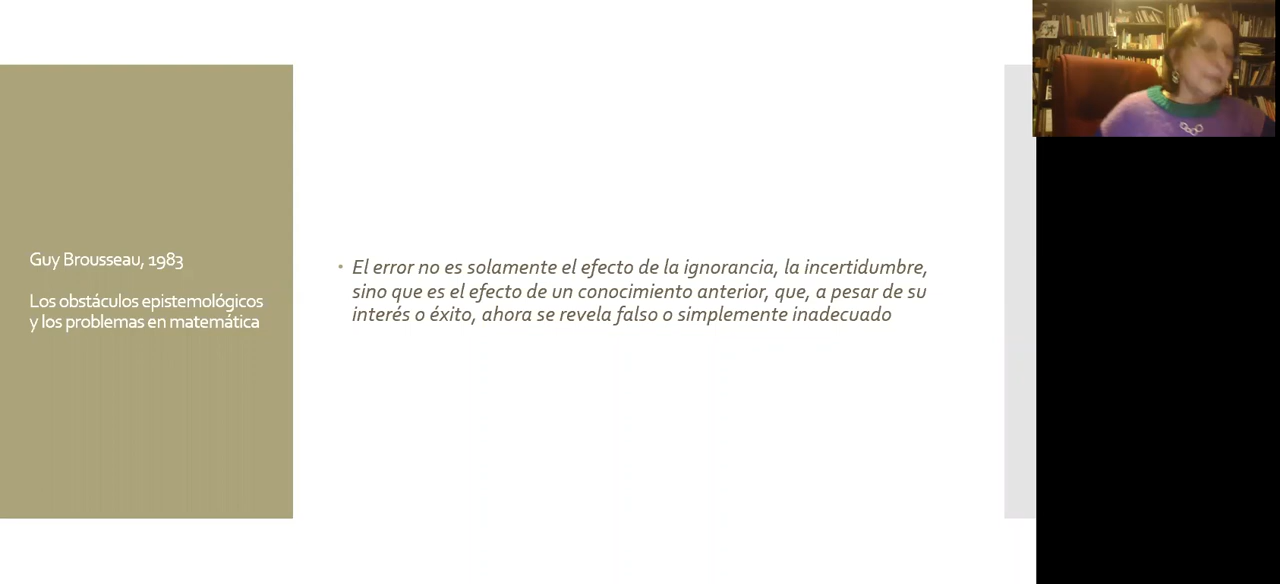 Guy Brousseau, 1983
Los obstáculos epistemológicos
y los problemas en matemática
El error no es solamente el efecto de la ignorancia, la incertidumbre,
sino que es el efecto de un conocimiento anterior, que, a pesar de su
interés o éxito, ahora se revela falso o simplemente inadecuado